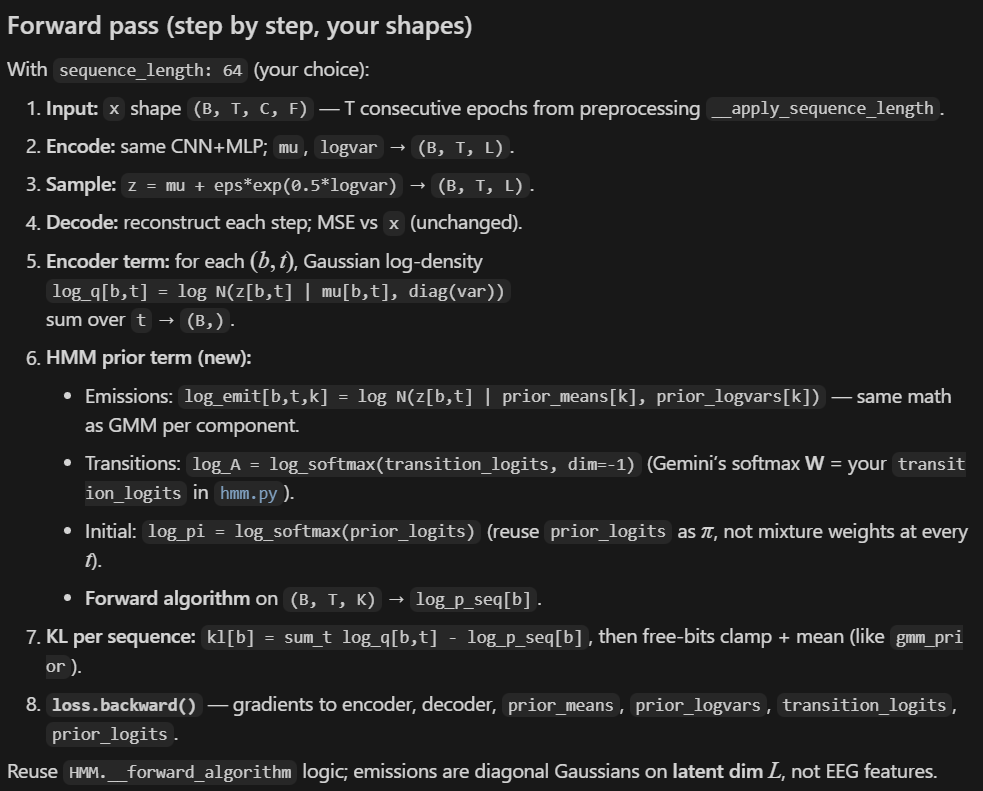 Forward pass (step by step, your shapes)
With sequence_length: 64 (your choice):
1. Input: x shape (B, T, C, F) — T consecutive epochs from preprocessing __apply_sequence_length.
2. Encode: same CNN+MLP; mu, logvar → (B, T, L).
3. Sample: z = mu + eps*exp(0.5*logvar) → (B, T, L).
4. Decode: reconstruct each step; MSE vs x (unchanged).
5. Encoder term: for each (b, t), Gaussian log-density
log_q[b,t] = log N(z[b,t] | mu[b,t], diag(var))
sum over t → (B,).
6. HMM prior term (new):
• Emissions: log_emit[b,t,k] = log N(z[b,t] | prior_means[k], prior_logvars[k]) — same math
as GMM per component.
• Transitions: log_A = log_softmax(transition_logits, dim=-1) (Gemini's softmax W = your transit
ion_logits in hmm.py).
• Initial: log_pi = log_softmax(prior_logits) (reuse prior_logits as π, not mixture weights at every
t).
• Forward algorithm on (B, T, K) → log_p_seq[b].
7. KL per sequence: kl[b] = sum_t log_q[b,t] - log_p_seq[b], then free-bits clamp + mean (like gmm_pri
or).
8. loss.backward() — gradients to encoder, decoder, prior_means, prior_logvars, transition_logits,
prior_logits.
Reuse HMM.__forward_algorithm logic; emissions are diagonal Gaussians on latent dim L, not EEG features.